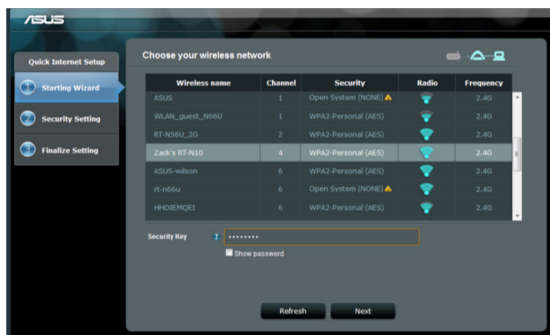 ASUS
Quick Internet Setup
1 Starting Wizard
2 Security Setting
3 Finalize Setting
Choose your wireless network
Wireless name Channel Security Radio Frequency
ASUS 1 Open System (NONE) 2.4G
WLAN_guest_N66U 1 WPA2-Personal (AES) 2.4G
RT-N56U_2G 2 WPA2-Personal (AES) 2.4G
Zack's RT-N10 4 WPA2-Personal (AES) 2.4G
ASUS-wilson 6 WPA2-Personal (AES) 2.4G
rt-n66u 6 Open System (NONE) 2.4G
HHOIEMQEI 6 WPA2-Personal (AES) 2.4G
Security Key ? ••••••••
Show password
Refresh Next